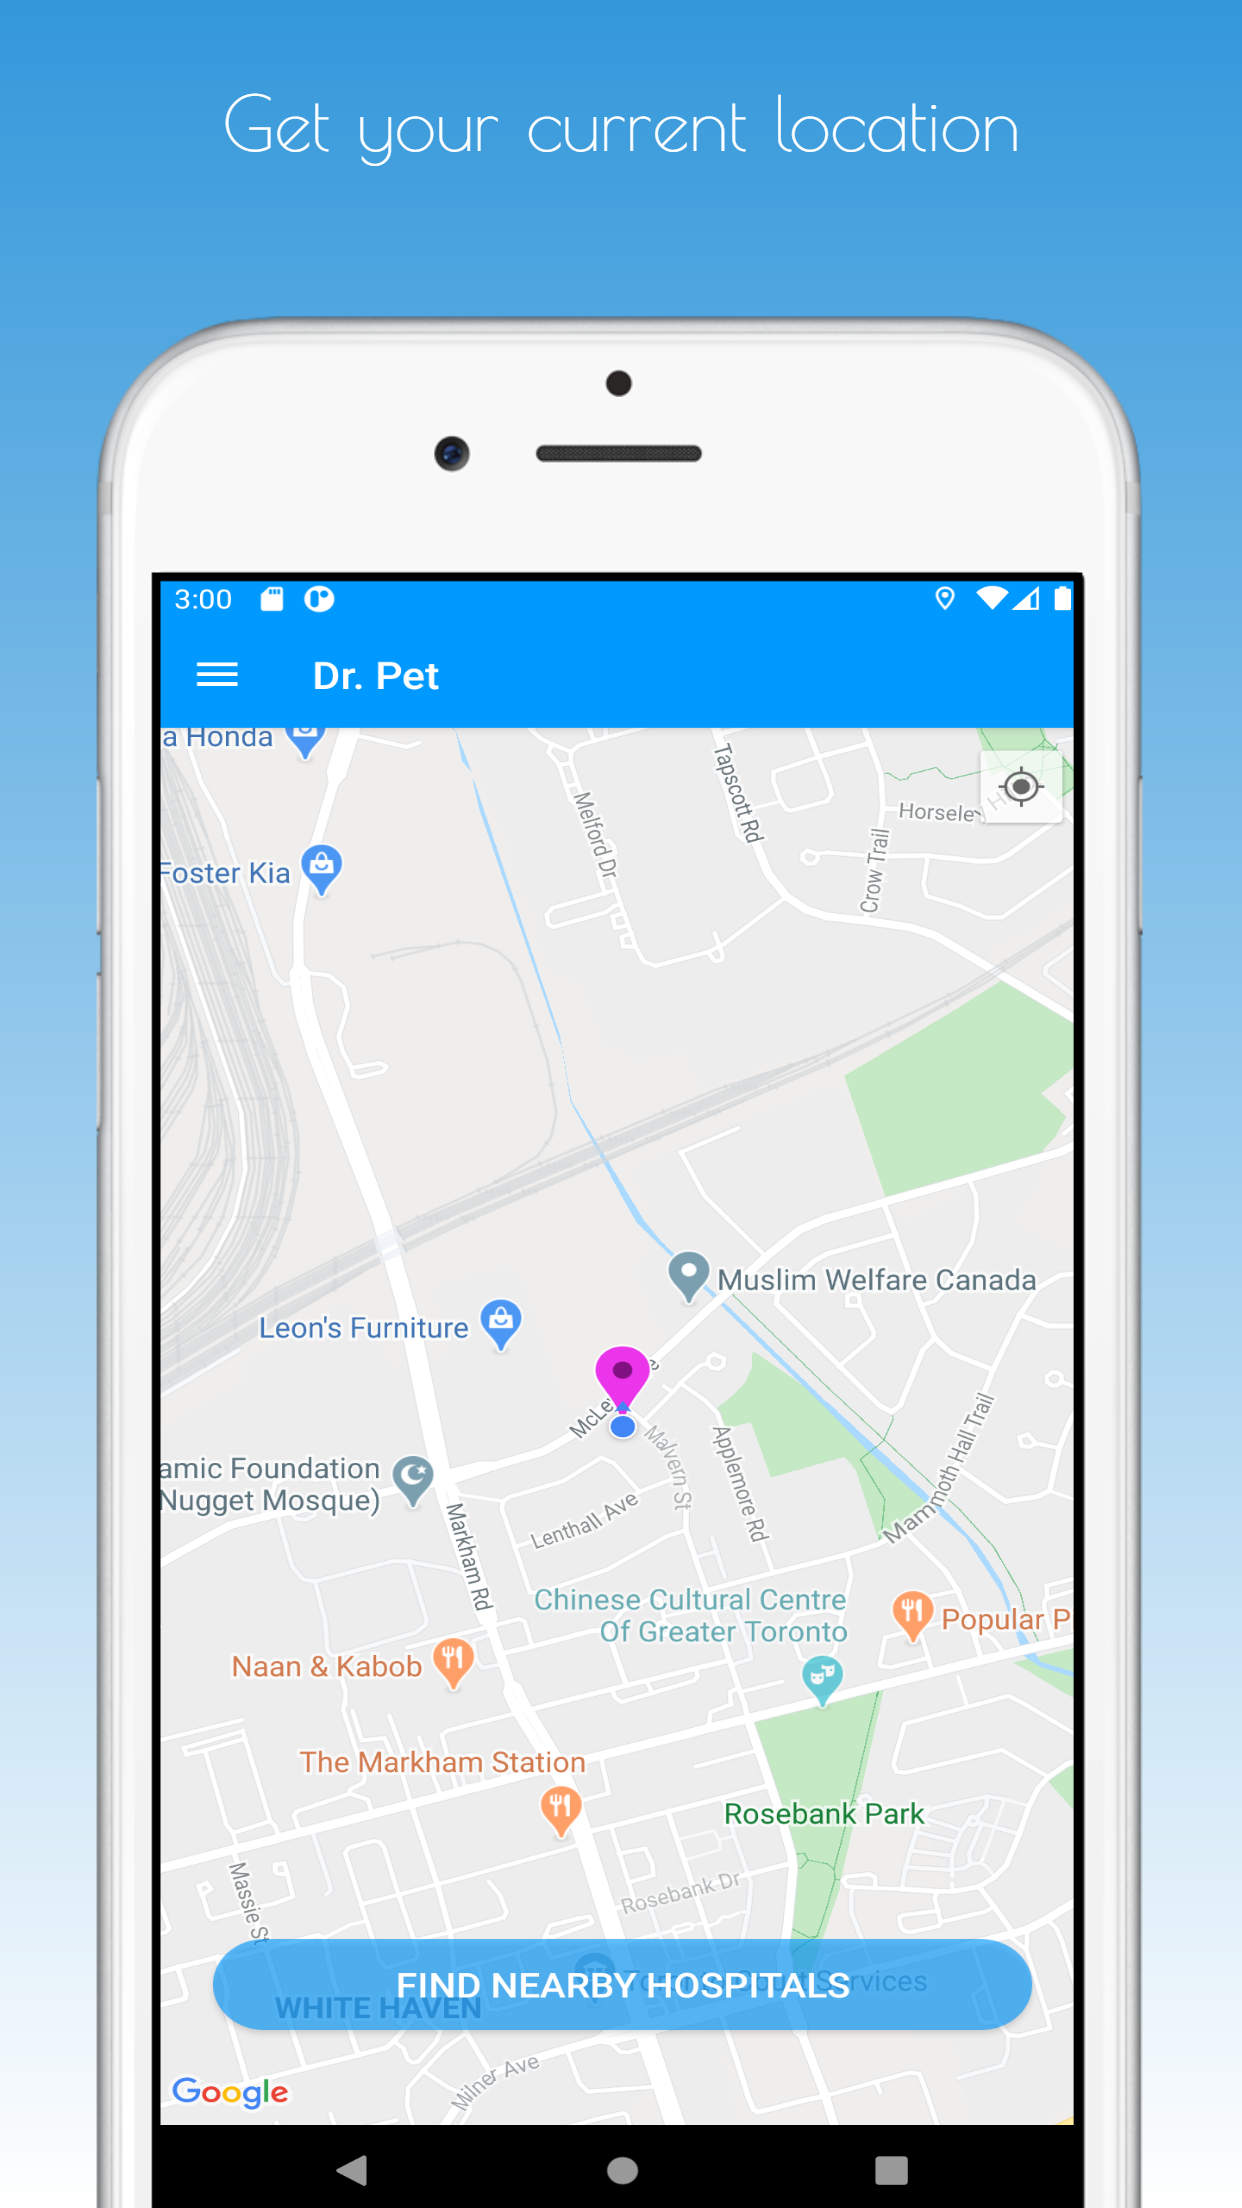 Get your current location
3:00
Dr. Pet
a Honda
Tapscott Rd
Melford Dr
Horseley
Crow Trail
Foster Kia
Muslim Welfare Canada
Leon's Furniture
Malvern St
Applemore Rd
Mammoth Hall Trail
amic Foundation
Nugget Mosque)
Lenthall Ave
Markham Rd
Chinese Cultural Centre
Of Greater Toronto
Popular P
Naan & Kabob
The Markham Station
Rosebank Park
Massie St
Rosebank Dr
FIND NEARBY HOSPITALS
Services
WHITE HAVEN
Milner Ave
Google